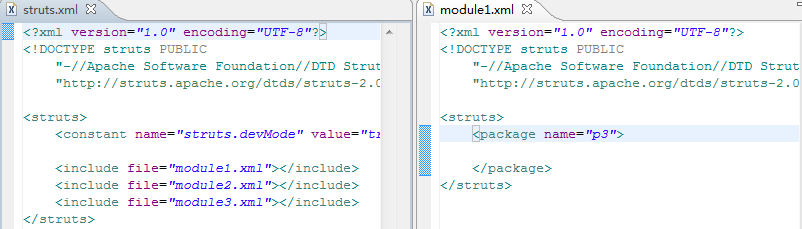 struts.xml
<?xml version="1.0" encoding="UTF-8"?>
<!DOCTYPE struts PUBLIC
"-//Apache Software Foundation//DTD Strut
"http://struts.apache.org/dtds/struts-2.0
<struts>
<constant name="struts.devMode" value="tr
<include file="module1.xml"></include>
<include file="module2.xml"></include>
<include file="module3.xml"></include>
</struts>
module1.xml
<?xml version="1.0" encoding="UTF-8"?>
<!DOCTYPE struts PUBLIC
"-//Apache Software Foundation//DTD Strut
"http://struts.apache.org/dtds/struts-2.0
<struts>
<package name="p3">
</package>
</struts>